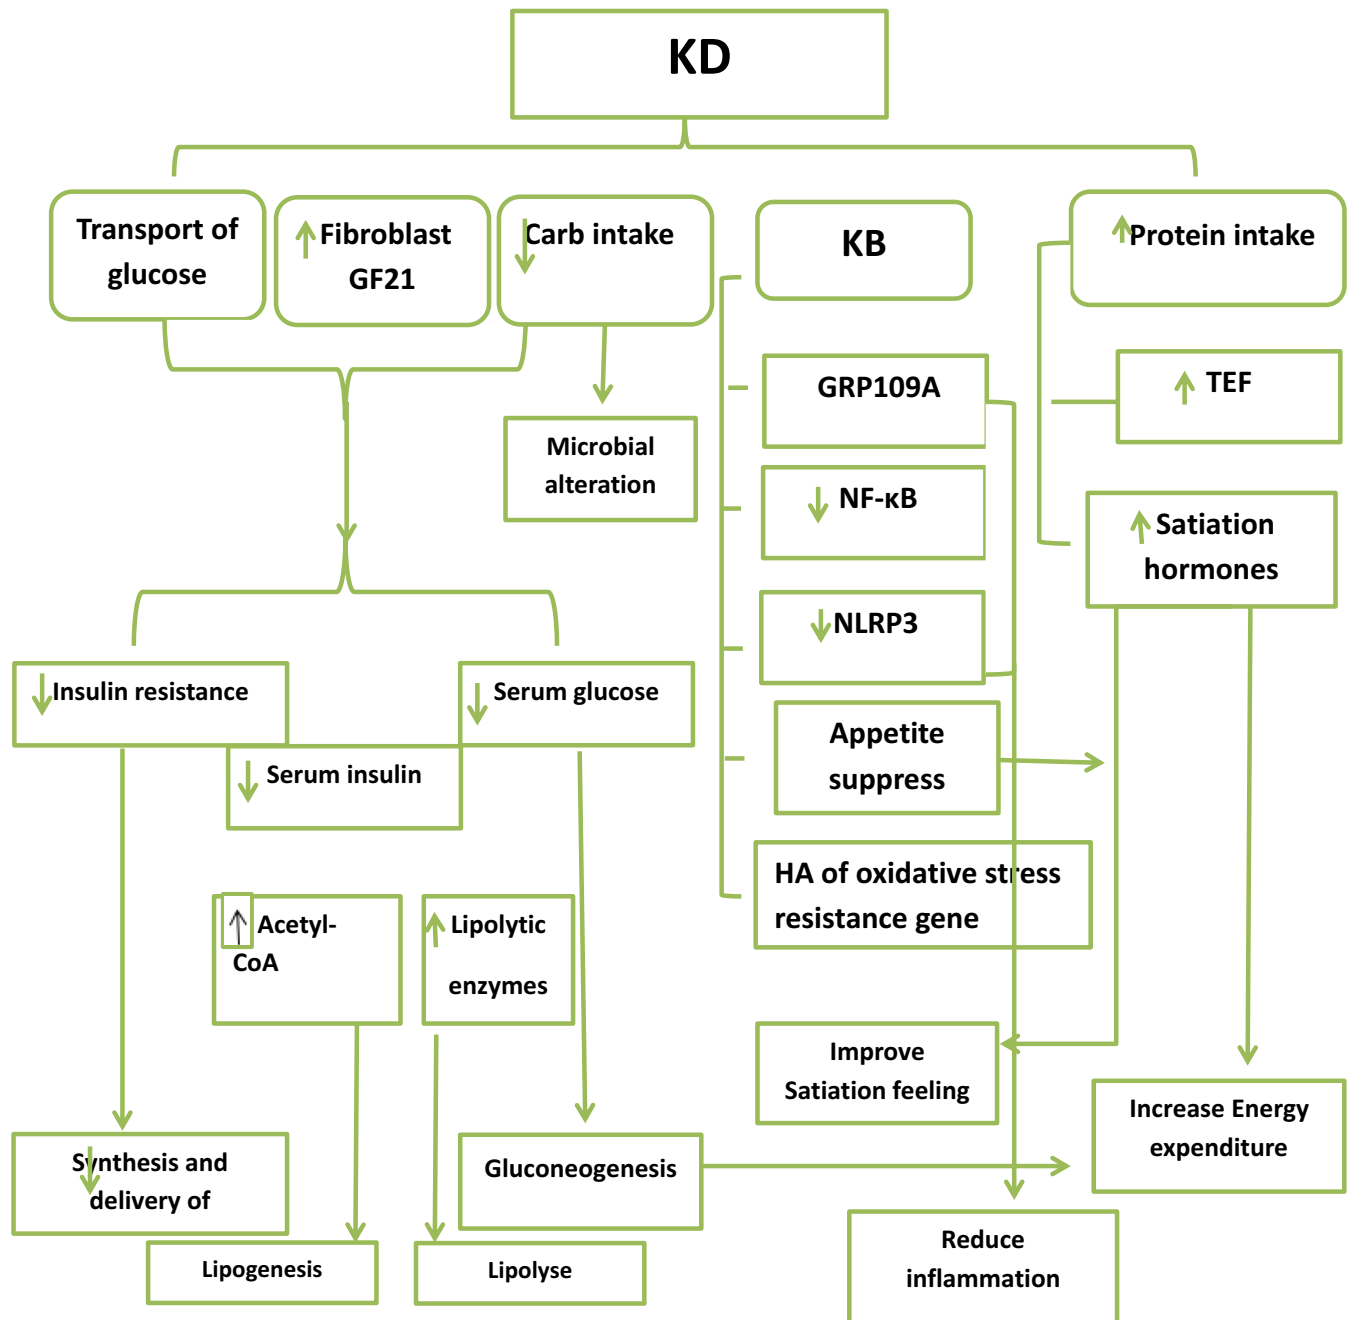 KD
Transport of
glucose
Fibroblast
GF21
Carb intake
KB
Protein intake
GRP109A
TEF
Microbial
alteration
NF-κB
Satiation
hormones
NLRP3
Insulin resistance
Serum glucose
Serum insulin
Appetite
suppress
HA of oxidative stress
resistance gene
Acetyl-
CoA
Lipolytic
enzymes
Improve
Satiation feeling
Increase Energy
expenditure
Synthesis and
delivery of
Gluconeogenesis
Lipogenesis
Lipolyse
Reduce
inflammation